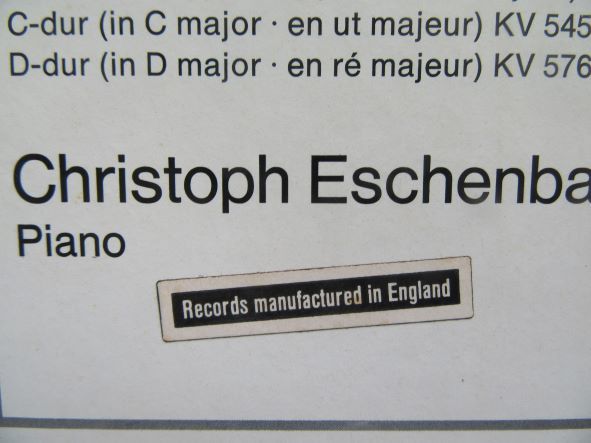 C-dur (in C major · en ut majeur) KV 545
D-dur (in D major · en ré majeur) KV 576
Christoph Eschenba
Piano
Records manufactured in England